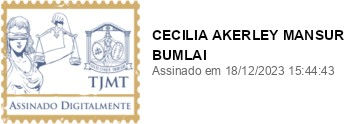 TJMT
ASSINADO DIGITALMENTE
CECILIA AKERLEY MANSUR
BUMLAI
Assinado em 18/12/2023 15:44:43